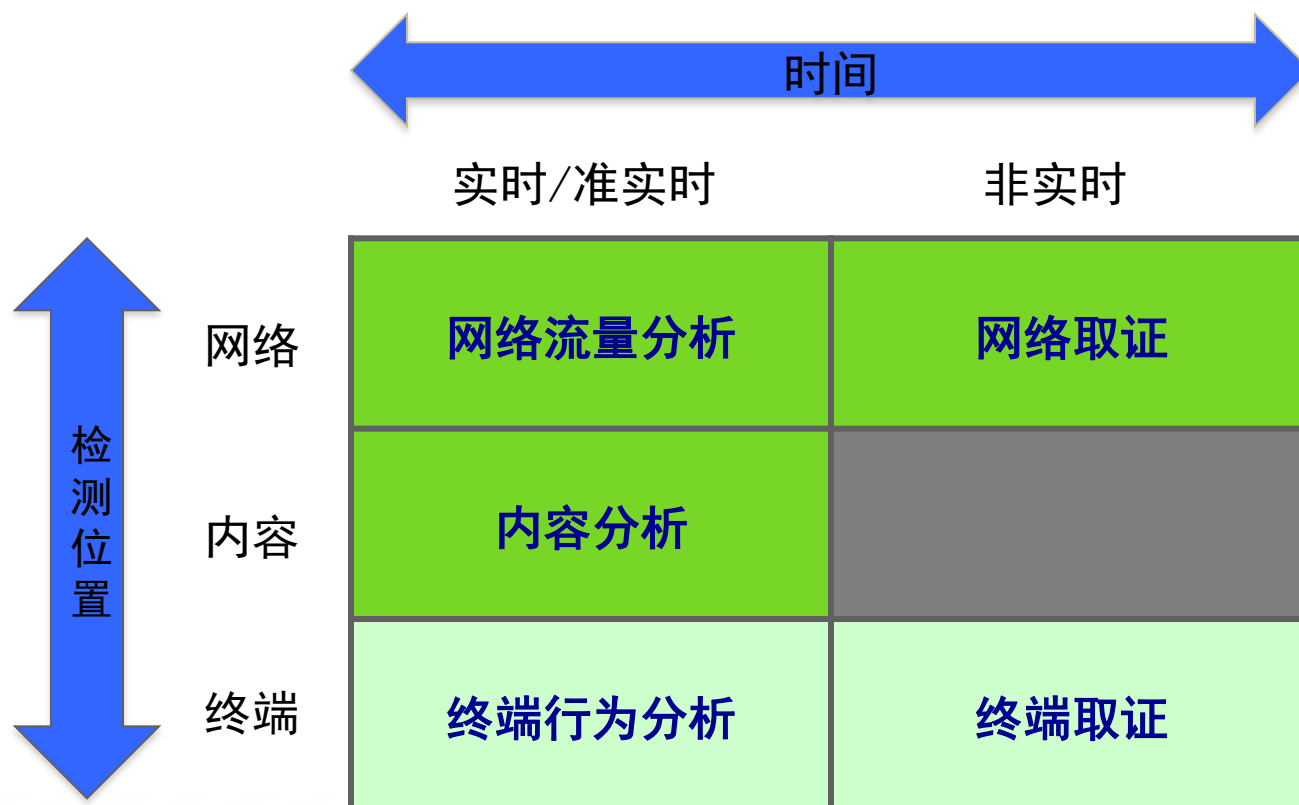 时间
实时/准实时
非实时
检测位置
网络
网络流量分析
网络取证
内容
内容分析
终端
终端行为分析
终端取证